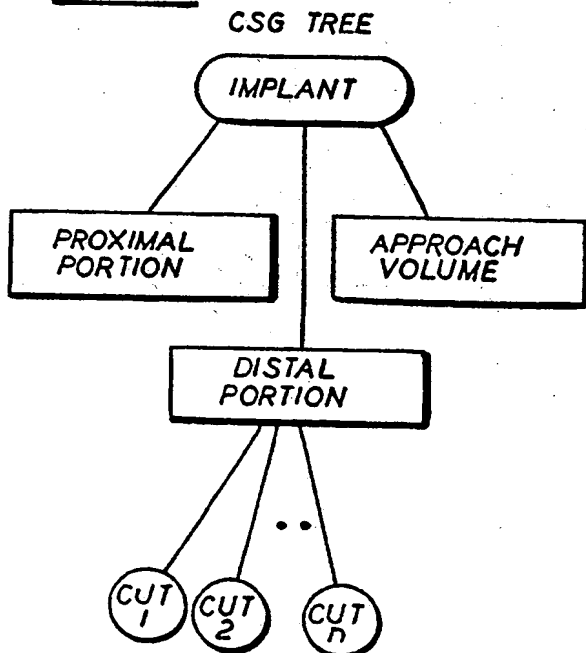 CSG TREE
IMPLANT
PROXIMAL
PORTION
APPROACH
VOLUME
DISTAL
PORTION
CUT
1
CUT
2
CUT
n